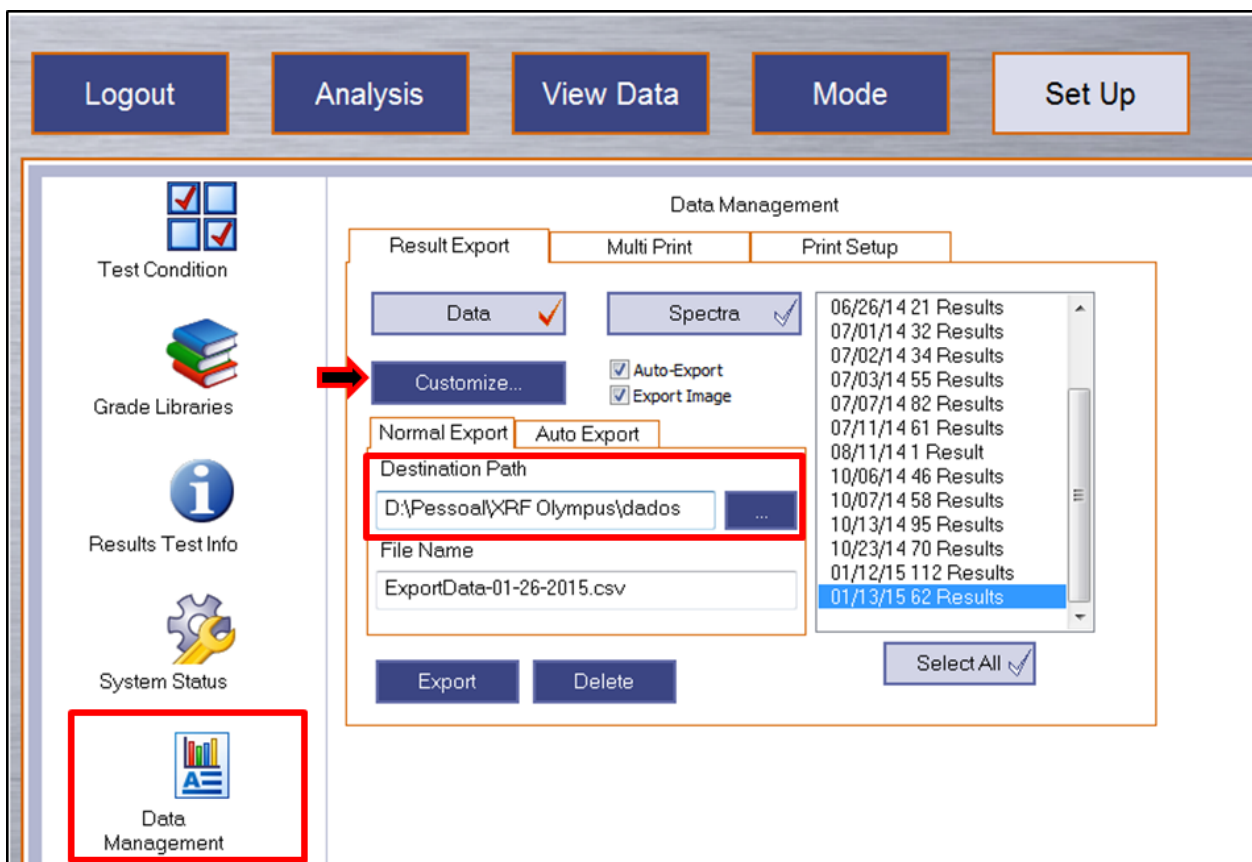 Logout
Analysis
View Data
Mode
Set Up
Test Condition
Grade Libraries
Results Test Info
System Status
Data
Management
Data Management
Result Export
Multi Print
Print Setup
Data
Spectra
Customize...
Auto-Export
Export Image
Normal Export
Auto Export
Destination Path
D:\Pessoal\XRF Olympus\dados
...
File Name
ExportData-01-26-2015.csv
Export
Delete
06/26/14 21 Results
07/01/14 32 Results
07/02/14 34 Results
07/03/14 55 Results
07/07/14 82 Results
07/11/14 61 Results
08/11/14 1 Result
10/06/14 46 Results
10/07/14 58 Results
10/13/14 95 Results
10/23/14 70 Results
01/12/15 112 Results
01/13/15 62 Results
Select All